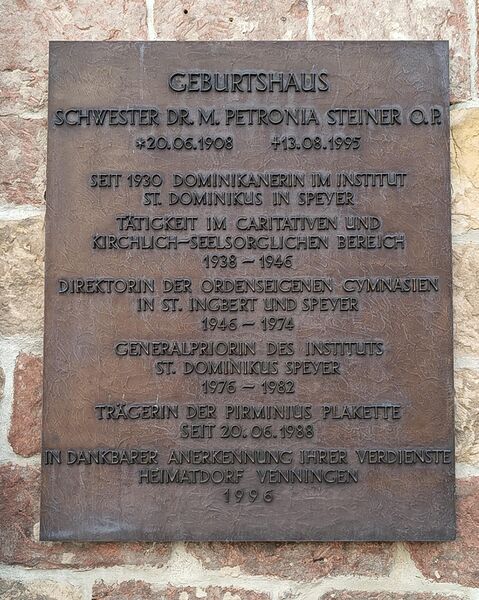 GEBURTSHAUS
SCHWESTER DR. M. PETRONIA STEINER O.P.
*20.06.1908 +13.08.1995
SEIT 1930 DOMINIKANERIN IM INSTITUT
ST. DOMINIKUS IN SPEYER
TÄTIGKEIT IM CARITATIVEN UND
KIRCHLICH-SEELSORGLICHEN BEREICH
1938 - 1946
DIREKTORIN DER ORDENSEIGENEN GYMNASIEN
IN ST. INGBERT UND SPEYER
1946 - 1974
GENERALPRIORIN DES INSTITUTS
ST. DOMINIKUS SPEYER
1976 - 1982
TRÄGERIN DER PIRMINIUS PLAKETTE
SEIT 20.06.1988
IN DANKBARER ANERKENNUNG IHRER VERDIENSTE
HEIMATDORF VENNINGEN
1996